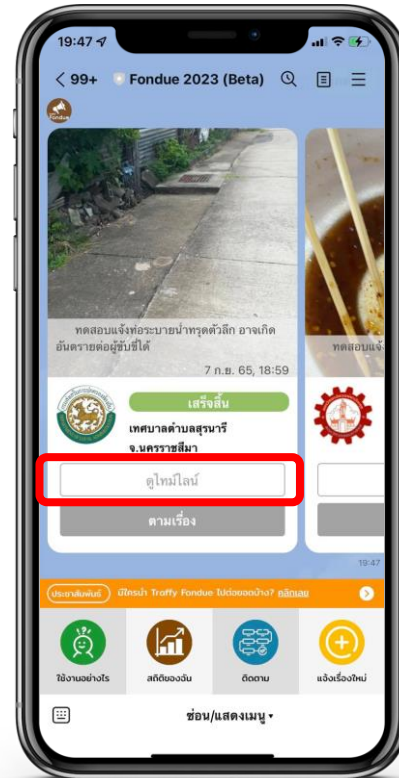 19:47
99+ Fondue 2023 (Beta)
Fondue
ทดสอบแจ้งท่อระบายน้ำทรุดตัวลึก อาจเกิด
อันตรายต่อผู้ขับขี่ได้
7 ก.ย. 65, 18:59
ทดสอบแจ้ง
เสร็จสิ้น
เทศบาลตำบลสุรนารี
จ.นครราชสีมา
ดูไทม์ไลน์
ตามเรื่อง
19:47
ประชาสัมพันธ์ มีใครนำ Traffy Fondue ไปต่อยอดบ้าง? คลิกเลย
ใช้งานอย่างไร สถิติของฉัน ติดตาม แจ้งเรื่องใหม่
ซ่อน/แสดงเมนู